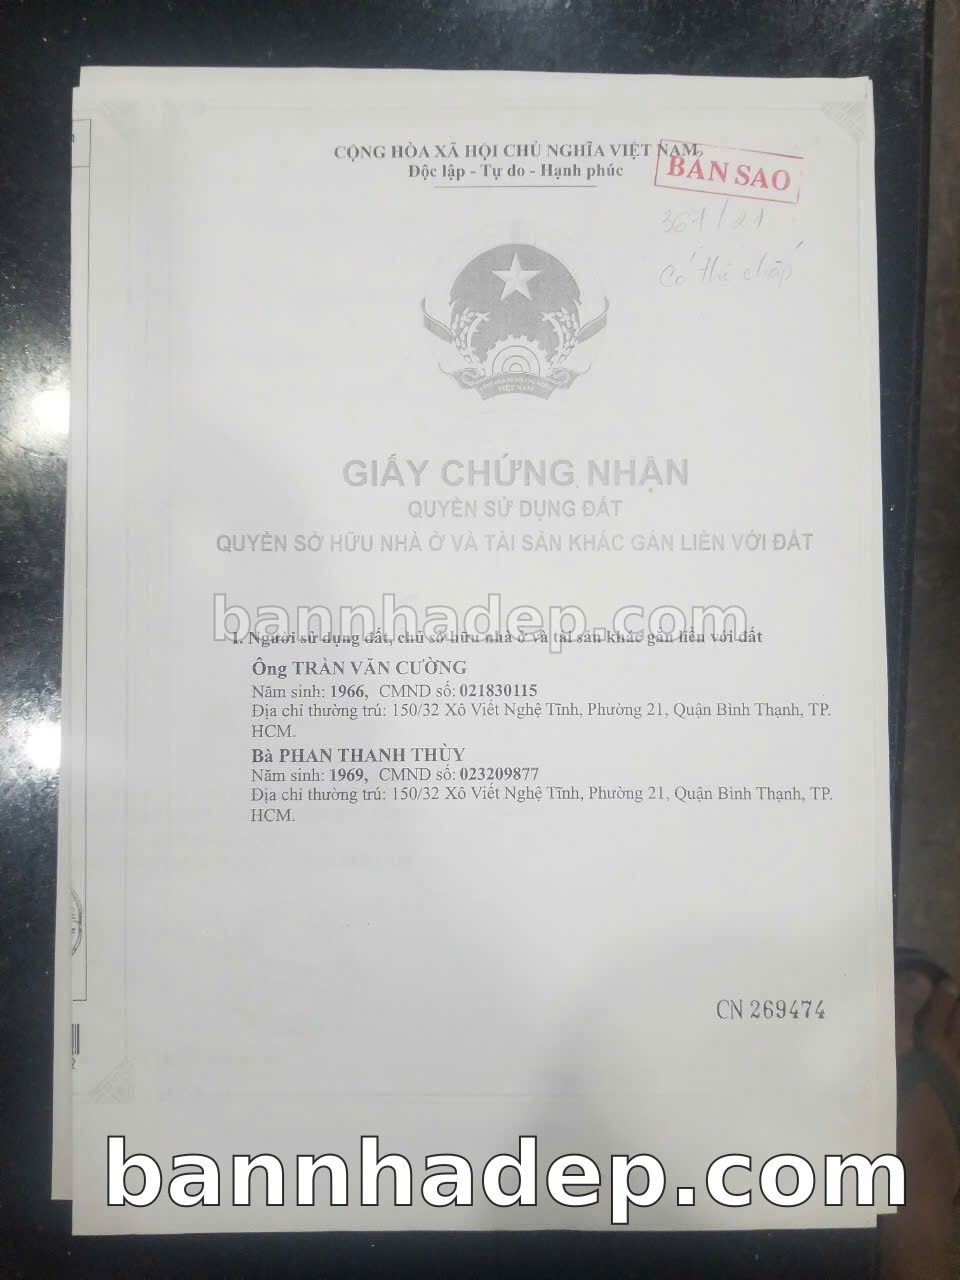 CỘNG HÒA XÃ HỘI CHỦ NGHĨA VIỆT NAM
Độc lập - Tự do - Hạnh phúc
BẢN SAO
361/21
Có thế chấp
VIỆT NAM
GIẤY CHỨNG NHẬN
QUYỀN SỬ DỤNG ĐẤT
QUYỀN SỞ HỮU NHÀ Ở VÀ TÀI SẢN KHÁC GẮN LIỀN VỚI ĐẤT
bannhadep.com
I. Người sử dụng đất, chủ sở hữu nhà ở và tài sản khác gắn liền với đất
Ông TRẦN VĂN CƯỜNG
Năm sinh: 1966, CMND số: 021830115
Địa chỉ thường trú: 150/32 Xô Viết Nghệ Tĩnh, Phường 21, Quận Bình Thạnh, TP.
HCM.
Bà PHAN THANH THÙY
Năm sinh: 1969, CMND số: 023209877
Địa chỉ thường trú: 150/32 Xô Viết Nghệ Tĩnh, Phường 21, Quận Bình Thạnh, TP.
HCM.
CN 269474
bannhadep.com